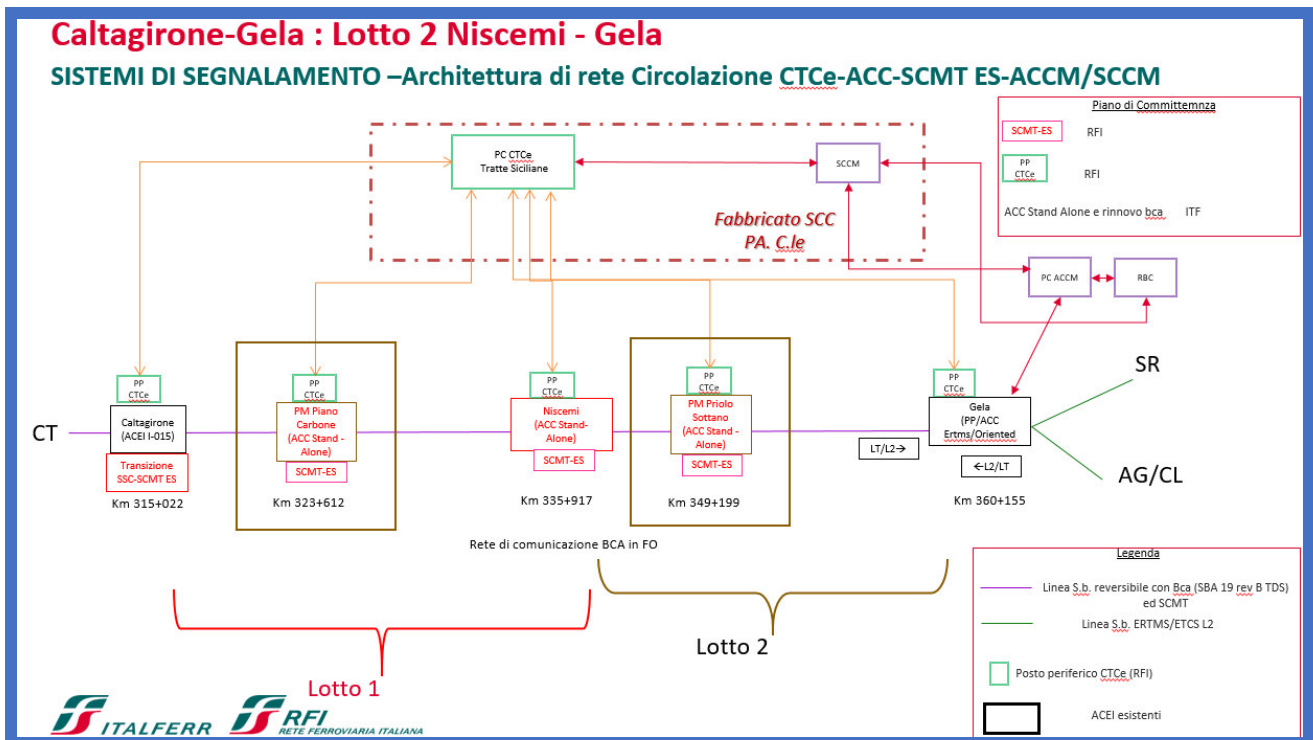 Caltagirone-Gela : Lotto 2 Niscemi - Gela
SISTEMI DI SEGNALAMENTO –Architettura di rete Circolazione CTCe-ACC-SCMT ES-ACCM/SCCM
Piano di Committemnza
SCMT-ES
RFI
PP
CTCe
RFI
ACC Stand Alone e rinnovo bca ITF
PC CTCe
Tratte Siciliane
SCCM
Fabbricato SCC
PA. C.le
PC ACCM
RBC
CT
PP
CTCe
Caltagirone
(ACEI I-015)
Transizione
SSC-SCMT ES
Km 315+022
PP
CTCe
PM Piano
Carbone
(ACC Stand -
Alone)
SCMT-ES
Km 323+612
PP
CTCe
Niscemi
(ACC Stand-
Alone)
SCMT-ES
Km 335+917
PP
CTCe
PM Priolo
Sottano
(ACC Stand -
Alone)
SCMT-ES
Km 349+199
PP
CTCe
Gela
(PP/ACC
Ertms/Oriented
LT/L2→
←L2/LT
Km 360+155
SR
AG/CL
Rete di comunicazione BCA in FO
Lotto 1
Lotto 2
Legenda
Linea S.b. reversibile con Bca (SBA 19 rev B TDS)
ed SCMT
Linea S.b. ERTMS/ETCS L2
Posto periferico CTCe (RFI)
ACEI esistenti
ITALFERR
RFI
RETE FERROVIARIA ITALIANA